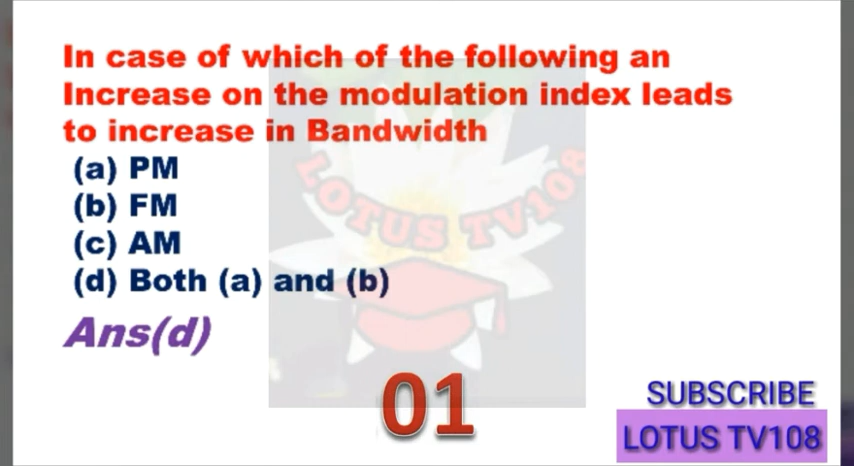 In case of which of the following an
Increase on the modulation index leads
to increase in Bandwidth
(a) PM
(b) FM
(c) AM
(d) Both (a) and (b)
Ans(d)
LOTUS TV108
01
SUBSCRIBE
LOTUS TV108